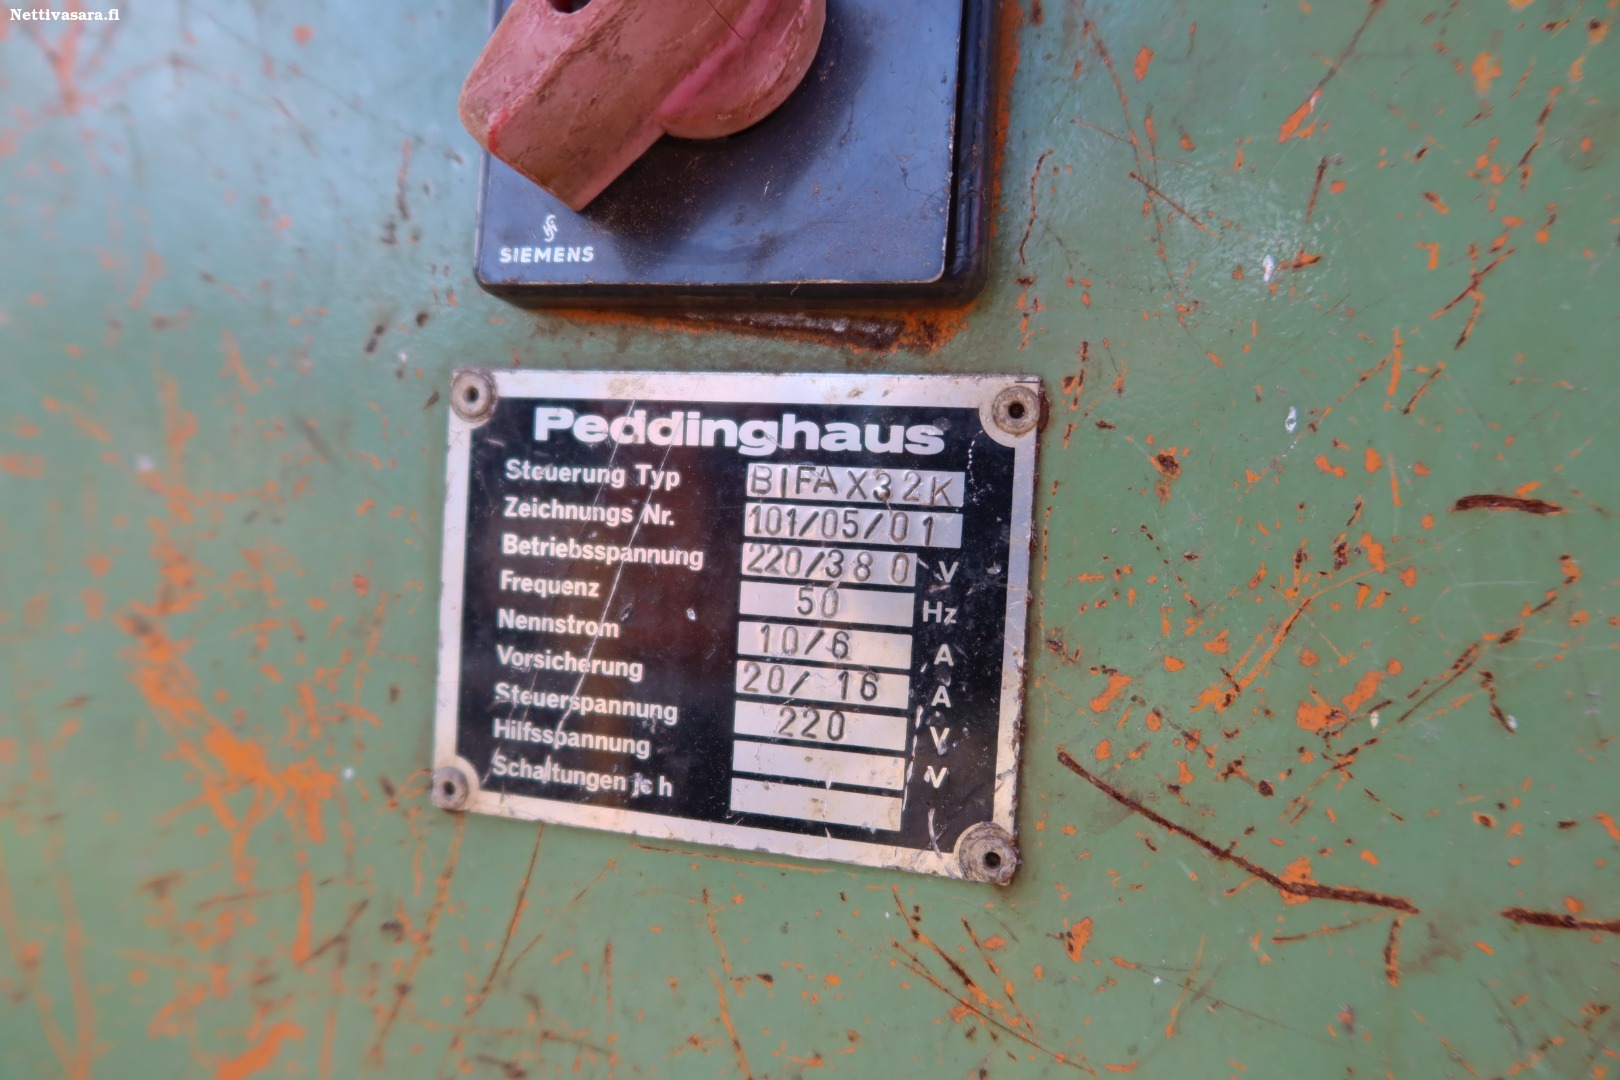 Nettivasara.fi
SIEMENS
Peddinghaus
Steuerung Typ BIFAX32K
Zeichnungs Nr. 101/05/01
Betriebsspannung 220/380 V
Frequenz 50 Hz
Nennstrom 10/6 A
Vorsicherung 20/16 A
Steuerspannung 220 V
Hilfsspannung V
Schaltungen je h